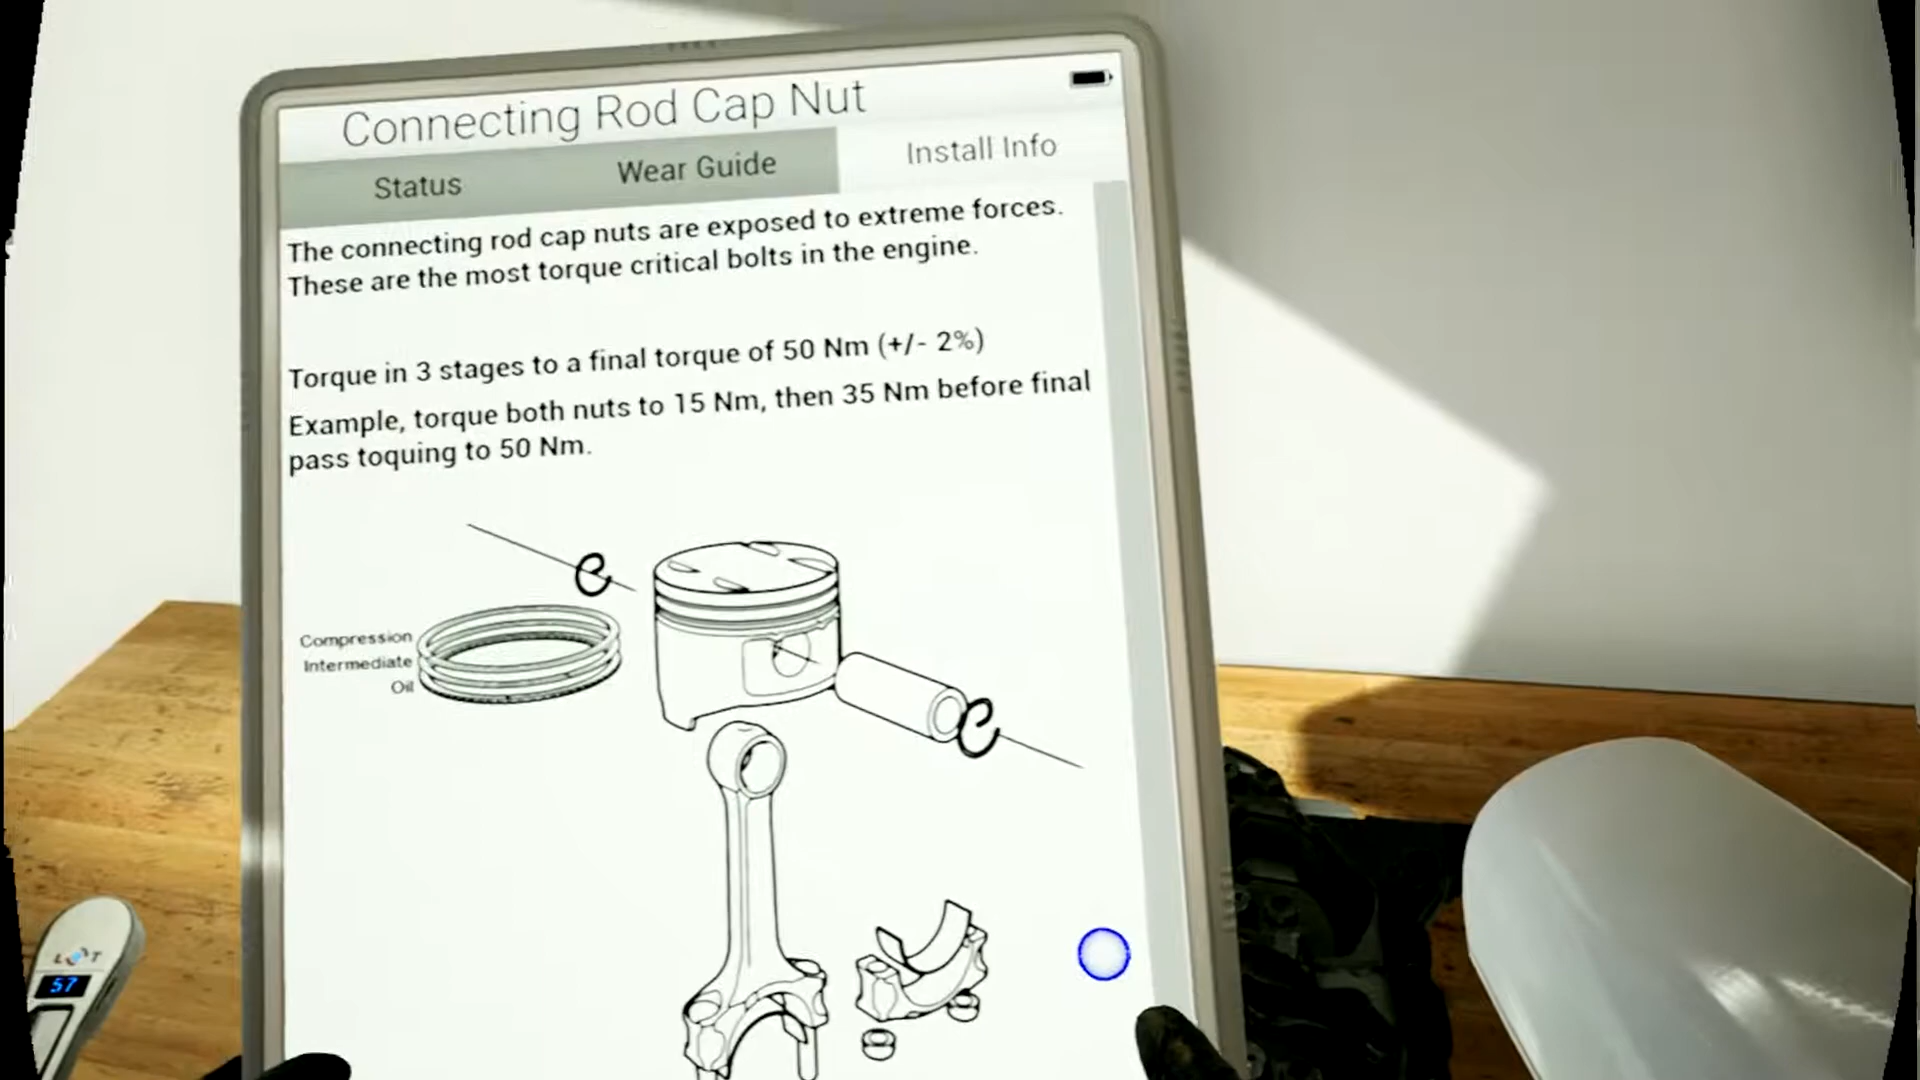 Connecting Rod Cap Nut
Status
Wear Guide
Install Info
The connecting rod cap nuts are exposed to extreme forces.
These are the most torque critical bolts in the engine.
Torque in 3 stages to a final torque of 50 Nm (+/- 2%)
Example, torque both nuts to 15 Nm, then 35 Nm before final
pass toquing to 50 Nm.
Compression
Intermediate
Oil
57